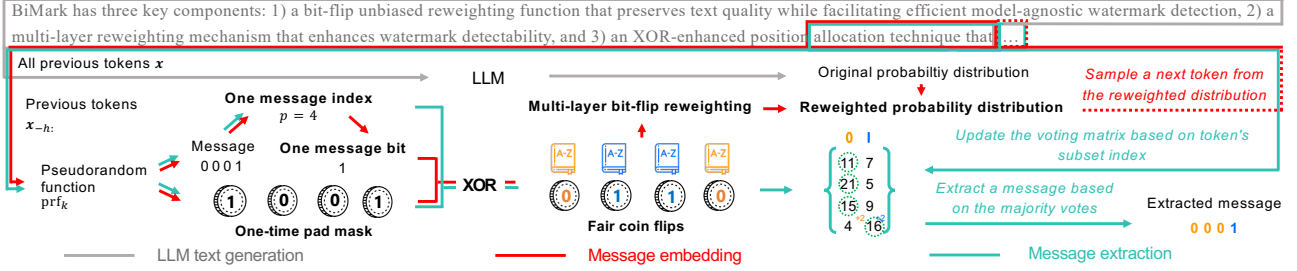 BiMark has three key components: 1) a bit-flip unbiased reweighting function that preserves text quality while facilitating efficient model-agnostic watermark detection, 2) a
multi-layer reweighting mechanism that enhances watermark detectability, and 3) an XOR-enhanced position allocation technique that ...
All previous tokens x
LLM
Original probabiltiy distribution
Sample a next token from
the reweighted distribution
Previous tokens
x₋ₕ:
One message index
p = 4
Multi-layer bit-flip reweighting
Reweighted probability distribution
Message
0 0 0 1
One message bit
1
Pseudorandom
function
prfₖ
XOR
A-Z A-Z A-Z A-Z
0 1
Update the voting matrix based on token's
subset index
11 7
21 5
15 9
4 +2 16 +2
1 0 0 1
One-time pad mask
0 1 1 0
Fair coin flips
Extract a message based
on the majority votes
Extracted message
0 0 0 1
LLM text generation
Message embedding
Message extraction